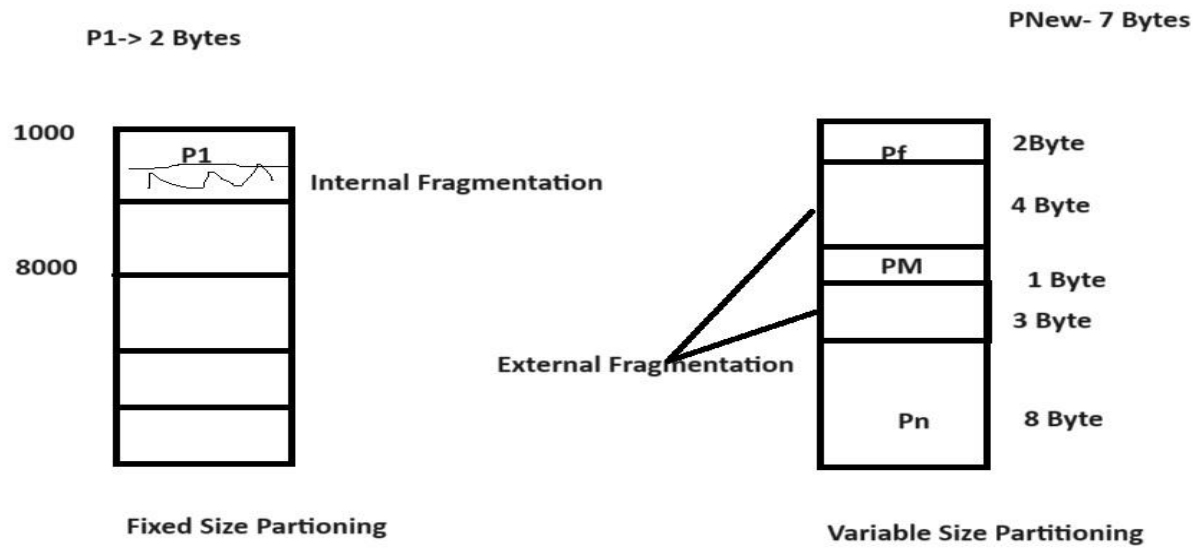 P1-> 2 Bytes
PNew- 7 Bytes
1000
P1
Internal Fragmentation
8000
Fixed Size Partioning
Pf
2Byte
4 Byte
PM
1 Byte
3 Byte
External Fragmentation
Pn
8 Byte
Variable Size Partitioning